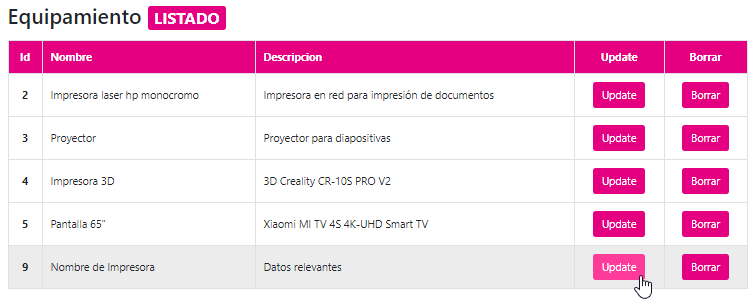 Equipamiento LISTADO
Id Nombre Descripcion Update Borrar
2 Impresora laser hp monocromo Impresora en red para impresión de documentos Update Borrar
3 Proyector Proyector para diapositivas Update Borrar
4 Impresora 3D 3D Creality CR-10S PRO V2 Update Borrar
5 Pantalla 65" Xiaomi MI TV 4S 4K-UHD Smart TV Update Borrar
9 Nombre de Impresora Datos relevantes Update Borrar